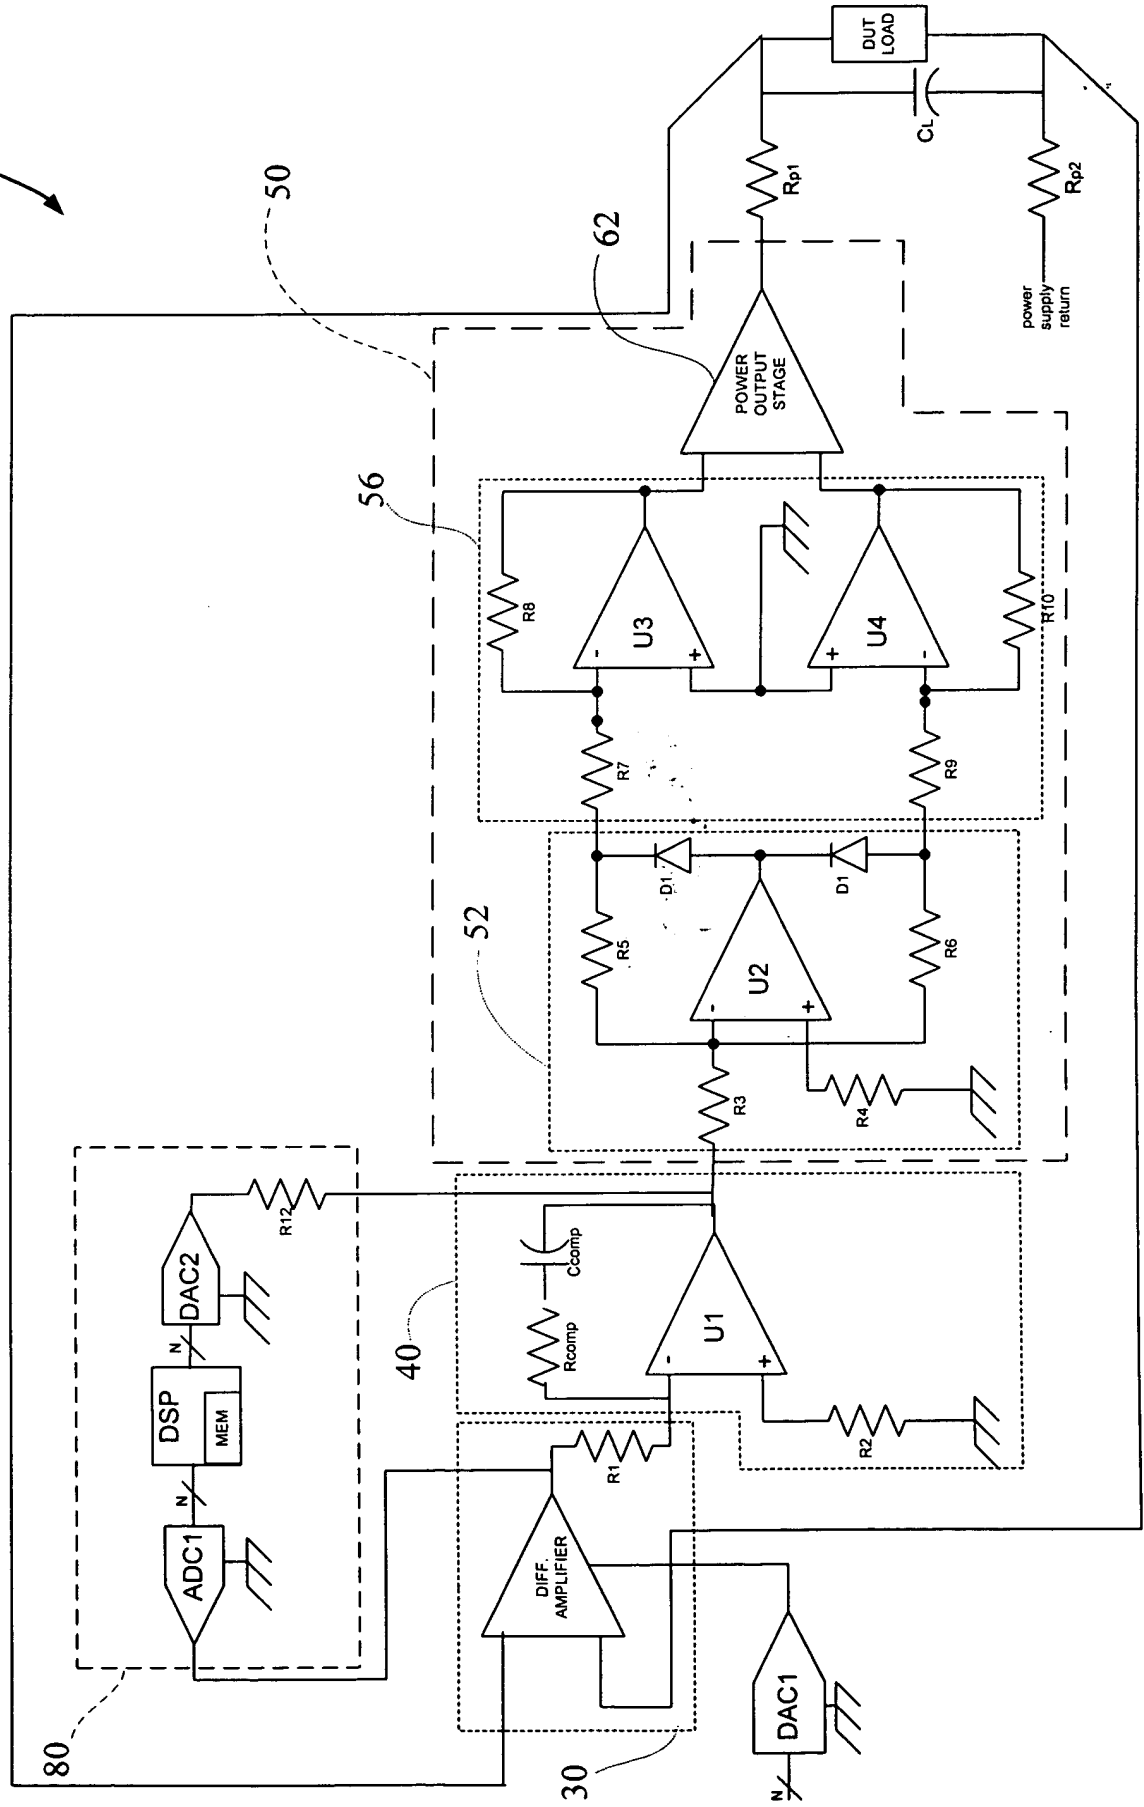 50
62
56
52
40
80
30
DUT
LOAD
CL
Rp1
Rp2
power
supply
return
POWER
OUTPUT
STAGE
R8
U3
-
+
U4
+
-
R10
R7
R9
D1
D1
R5
U2
-
+
R6
R3
R4
R12
DAC2
N
DSP
MEM
N
ADC1
Ccomp
Rcomp
U1
-
+
R2
R1
DIFF.
AMPLIFIER
DAC1
N